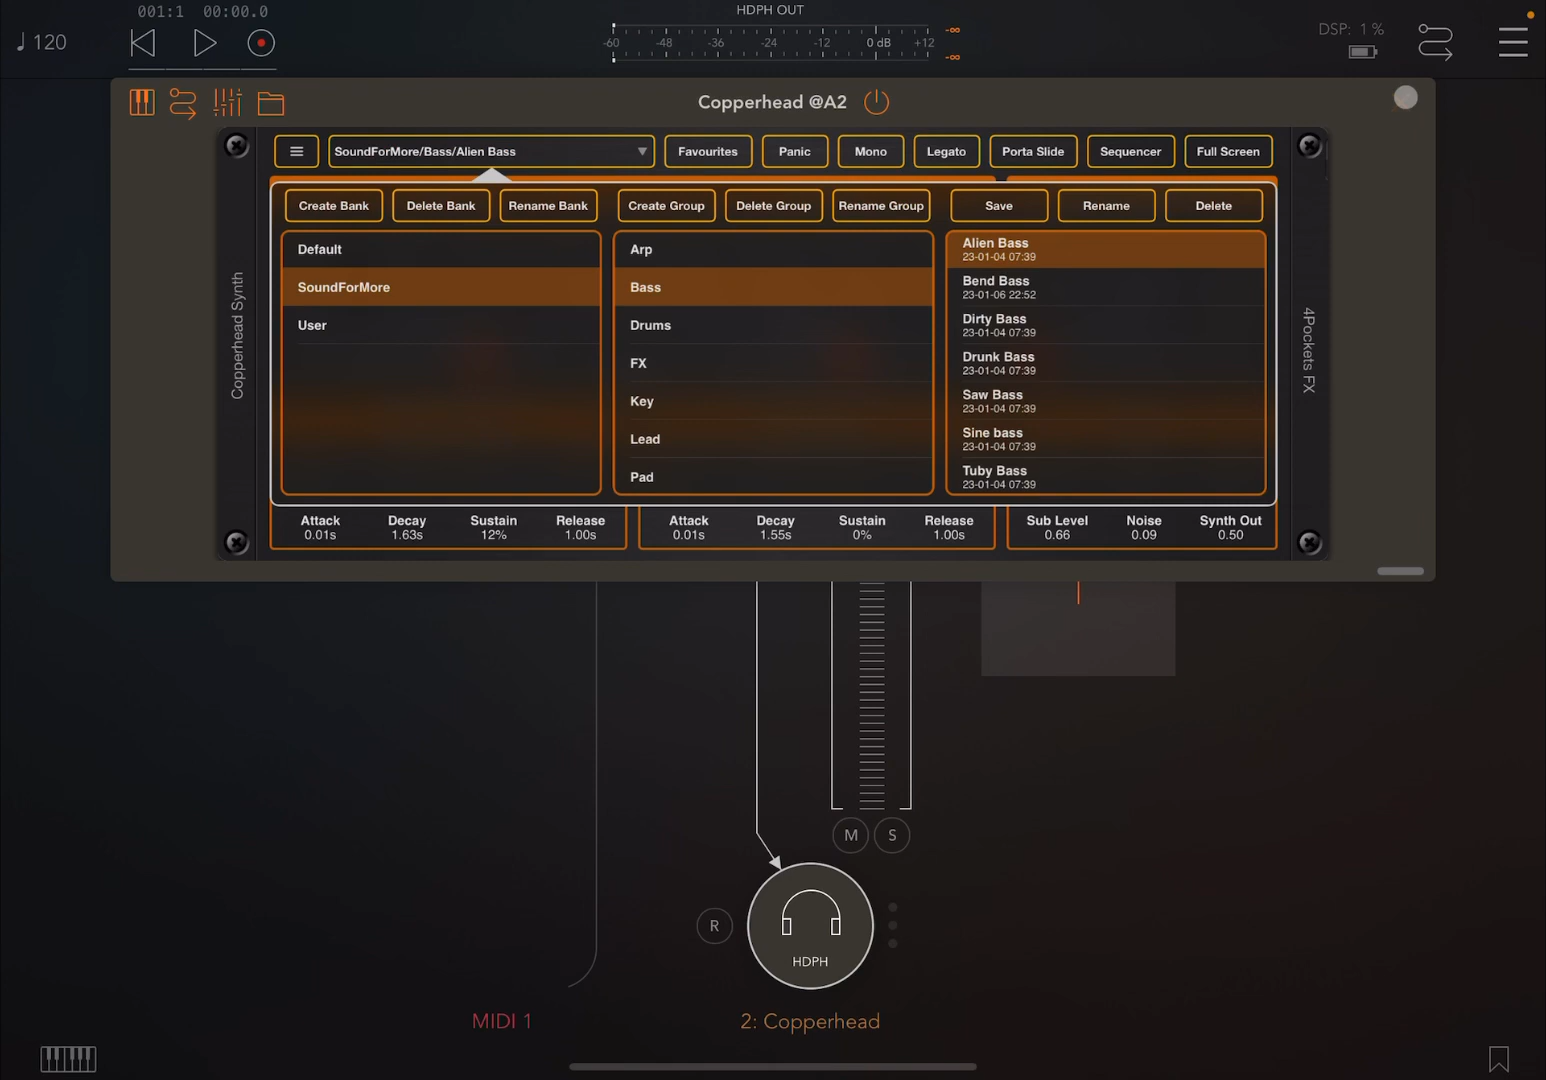 001:1 00:00.0
HDPH OUT
120
-60 -48 -36 -24 -12 0 dB +12
-∞
-∞
DSP: 1 %
Copperhead @A2
SoundForMore/Bass/Alien Bass
Favourites
Panic
Mono
Legato
Porta Slide
Sequencer
Full Screen
Create Bank
Delete Bank
Rename Bank
Create Group
Delete Group
Rename Group
Save
Rename
Delete
Default
SoundForMore
User
Arp
Bass
Drums
FX
Key
Lead
Pad
Alien Bass
23-01-04 07:39
Bend Bass
23-01-06 22:52
Dirty Bass
23-01-04 07:39
Drunk Bass
23-01-04 07:39
Saw Bass
23-01-04 07:39
Sine bass
23-01-04 07:39
Tuby Bass
23-01-04 07:39
Copperhead Synth
4Pockets FX
Attack Decay Sustain Release
0.01s 1.63s 12% 1.00s
Attack Decay Sustain Release
0.01s 1.55s 0% 1.00s
Sub Level Noise Synth Out
0.66 0.09 0.50
M S
R
HDPH
MIDI 1
2: Copperhead